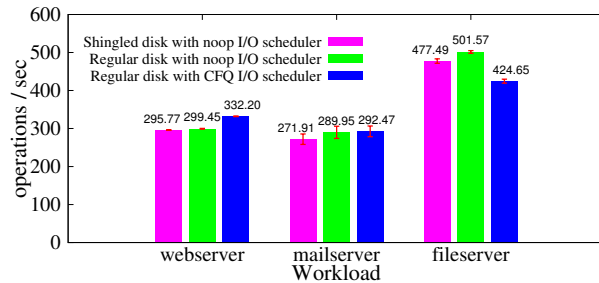 600
500
400
300
200
100
0
operations / sec
Shingled disk with noop I/O scheduler
Regular disk with noop I/O scheduler
Regular disk with CFQ I/O scheduler
295.77
299.45
332.20
271.91
289.95
292.47
477.49
501.57
424.65
webserver
mailserver
fileserver
Workload